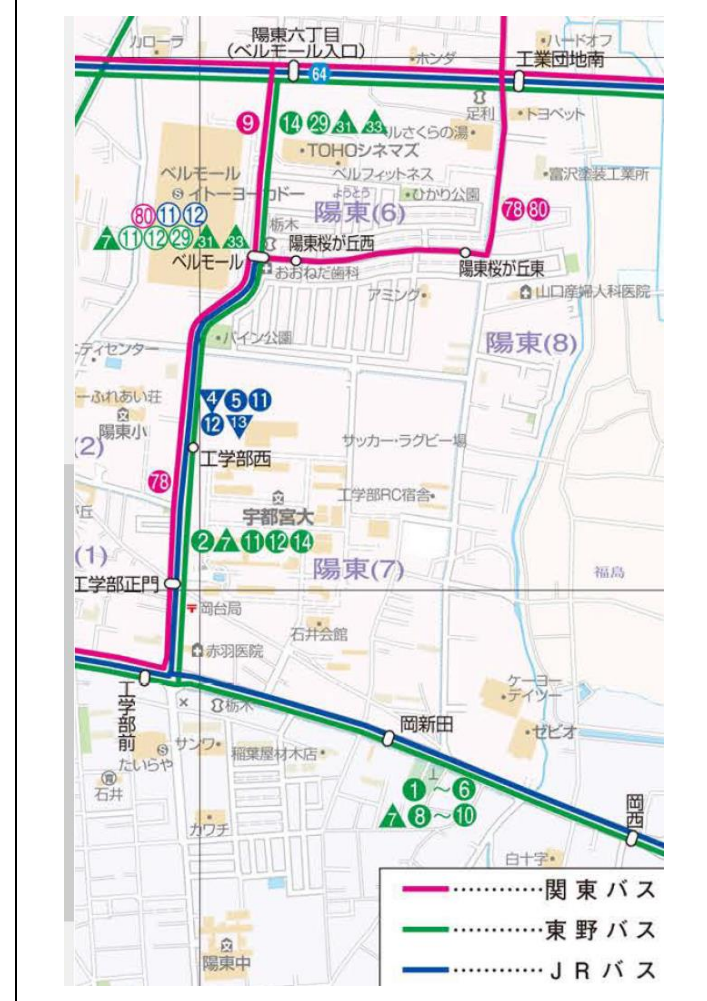 カローラ
陽東六丁目
(ベルモール入口)
64
ホンダ
ハードオフ
工業団地南
足利
トヨペット
9
14 29 31 33
ルさくらの湯
TOHOシネマズ
ベルフィットネス
富沢塗装工業所
ベルモール
イトーヨーカドー
ようとう
陽東(6)
ひかり公園
80 11 12
7 11 12 29 31 33
78 80
栃木
ベルモール
陽東桜が丘西
陽東桜が丘東
おおねだ歯科
アミング
山口産婦人科医院
パイン公園
陽東(8)
ティセンター
ーふれあい荘
文
陽東小
(2)
4 5 11
12 13
サッカー・ラグビー場
工学部西
78
文
宇都宮大
工学部RC宿舎
が丘
2 7 11 12 14
(1)
陽東(7)
福島
工学部正門
〒岡台局
石井会館
赤羽医院
ケーヨー
デイツー
工学部前
栃木
岡新田
ゼビオ
サンワ
たいらや
稲葉屋材木店
石井
1～6
7 8～10
岡西
カワチ
白十字
文
陽東中
関東バス
東野バス
JRバス